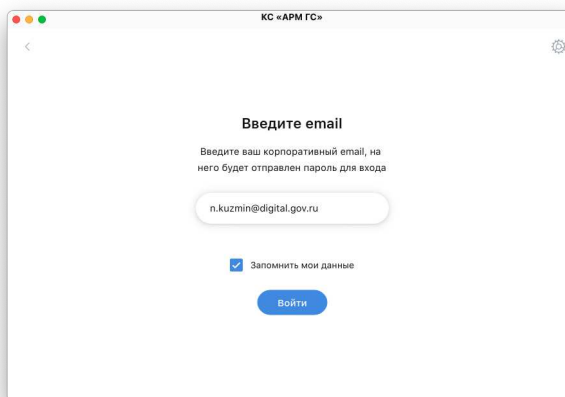 КС «АРМ ГС»
Введите email
Введите ваш корпоративный email, на
него будет отправлен пароль для входа
n.kuzmin@digital.gov.ru
Запомнить мои данные
Войти